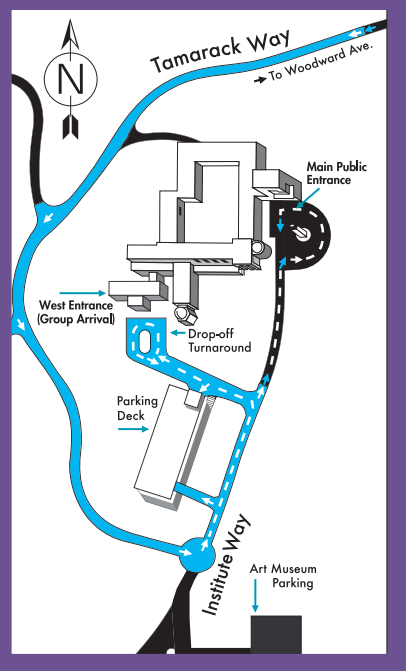 Tamarack Way
To Woodward Ave.
N
Main Public
Entrance
West Entrance
(Group Arrival)
Drop-off
Turnaround
Parking
Deck
Institute Way
Art Museum
Parking